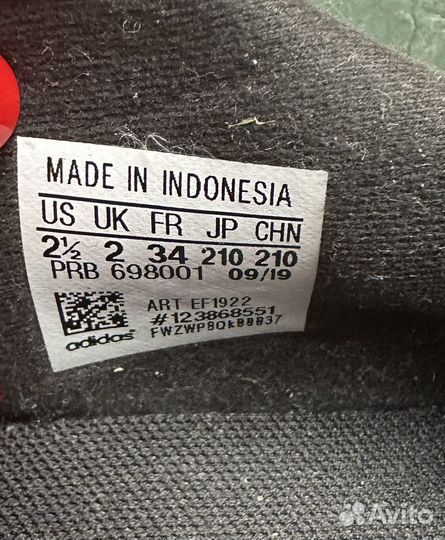 MADE IN INDONESIA
US UK FR JP CHN
2½ 2 34 210 210
PRB 698001 09/19
ART EF1922
#123868551
adidas
Avito